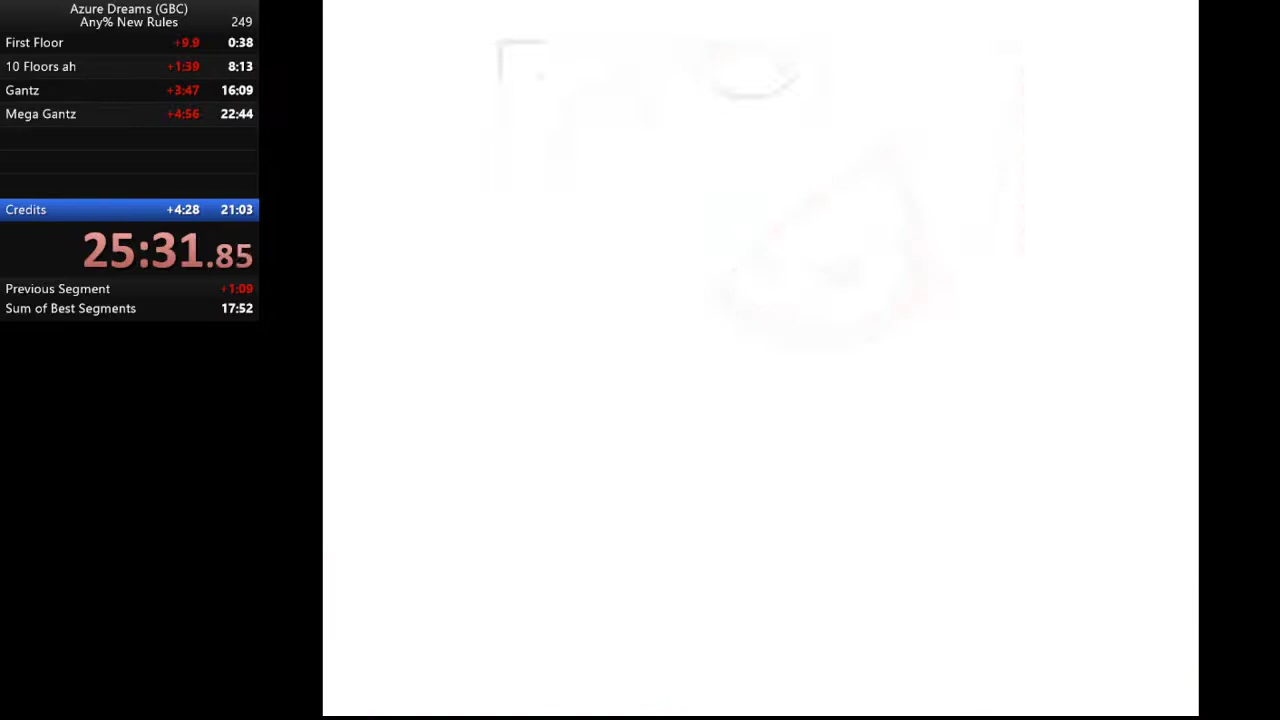 Azure Dreams (GBC)
Any% New Rules 249
First Floor +9.9 0:38
10 Floors ah +1:39 8:13
Gantz +3:47 16:09
Mega Gantz +4:56 22:44
Credits +4:28 21:03
25:31.85
Previous Segment +1:09
Sum of Best Segments 17:52